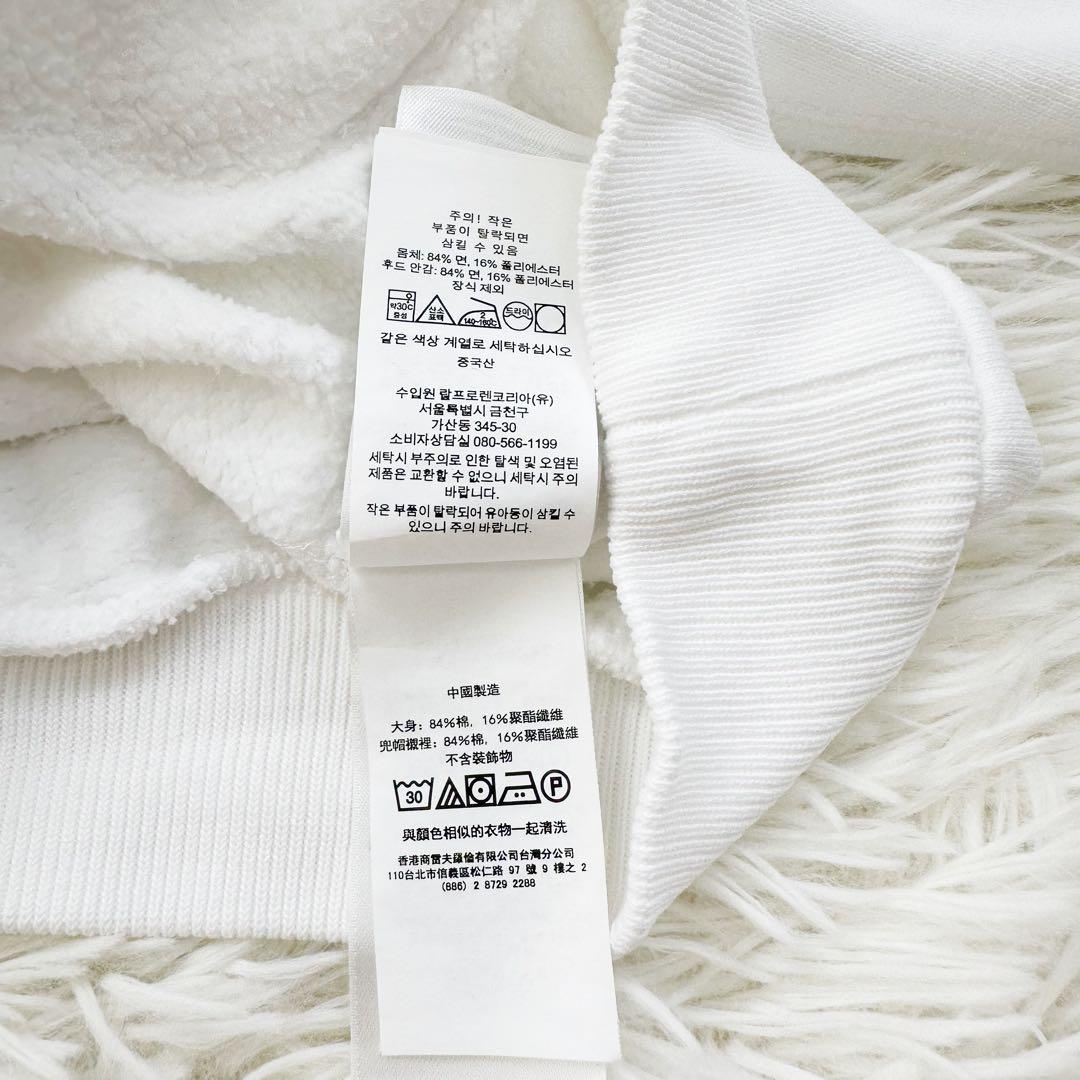 주의! 작은
부품이 탈락되면
삼킬 수 있음
몸체: 84% 면, 16% 폴리에스터
후드 안감: 84% 면, 16% 폴리에스터
장식 제외
약30℃
중성
산소
표백
2
140~160℃
드라이
같은 색상 계열로 세탁하십시오
중국산
수입원 랄프로렌코리아(유)
서울특별시 금천구
가산동 345-30
소비자상담실 080-566-1199
세탁시 부주의로 인한 탈색 및 오염된
제품은 교환할 수 없으니 세탁시 주의
바랍니다.
작은 부품이 탈락되어 유아동이 삼킬 수
있으니 주의 바랍니다.
中國製造
大身: 84%棉, 16%聚酯纖維
兜帽襯裡: 84%棉, 16%聚酯纖維
不含裝飾物
30
P
與顏色相似的衣物一起清洗
香港商雷夫羅倫有限公司台灣分公司
110台北市信義區松仁路 97 號 9 樓之 2
(886) 2 8729 2288